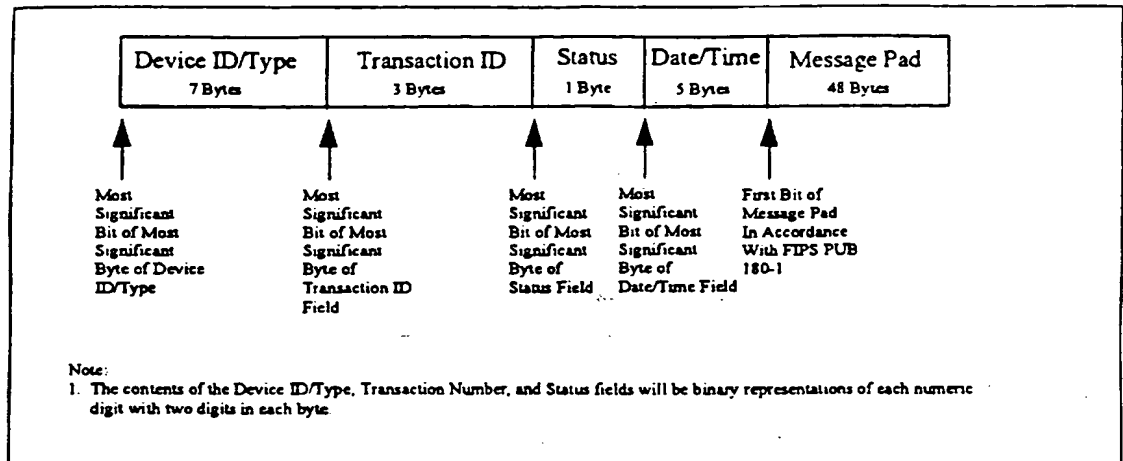 Device ID/Type Transaction ID Status Date/Time Message Pad
7 Bytes 3 Bytes 1 Byte 5 Bytes 48 Bytes
Most
Significant
Bit of Most
Significant
Byte of Device
ID/Type
Most
Significant
Bit of Most
Significant
Byte of
Transaction ID
Field
Most
Significant
Bit of Most
Significant
Byte of
Status Field
Most
Significant
Bit of Most
Significant
Byte of
Date/Time Field
First Bit of
Message Pad
In Accordance
With FIPS PUB
180-1
Note:
1. The contents of the Device ID/Type, Transaction Number, and Status fields will be binary representations of each numeric
digit with two digits in each byte.